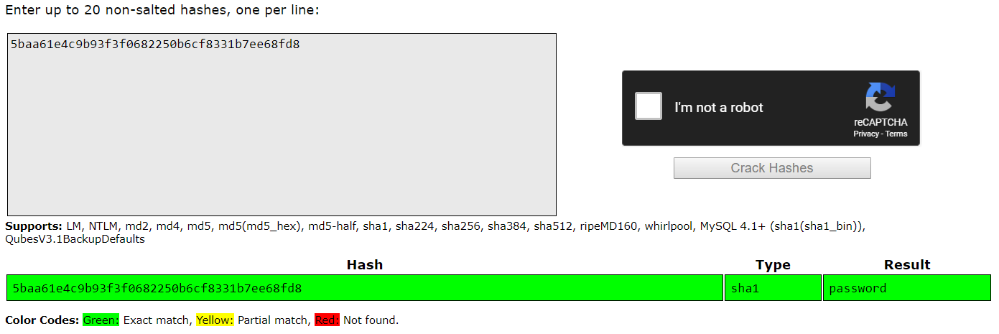 Enter up to 20 non-salted hashes, one per line:
5baa61e4c9b93f3f0682250b6cf8331b7ee68fd8
I'm not a robot
reCAPTCHA
Privacy - Terms
Crack Hashes
Supports: LM, NTLM, md2, md4, md5, md5(md5_hex), md5-half, sha1, sha224, sha256, sha384, sha512, ripeMD160, whirlpool, MySQL 4.1+ (sha1(sha1_bin)),
QubesV3.1BackupDefaults
Hash Type Result
5baa61e4c9b93f3f0682250b6cf8331b7ee68fd8 sha1 password
Color Codes: Green: Exact match, Yellow: Partial match, Red: Not found.